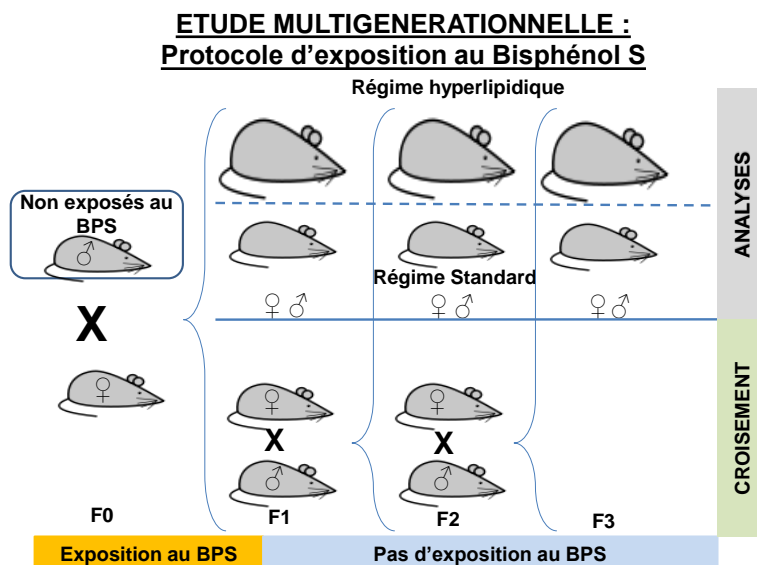 ETUDE MULTIGENERATIONNELLE :
Protocole d'exposition au Bisphénol S
Régime hyperlipidique
Non exposés au
BPS
♂
X
♀
Régime Standard
♀ ♂
♀ ♂
♀ ♂
♀
X
♂
♀
X
♂
F0
F1
F2
F3
Exposition au BPS
Pas d'exposition au BPS
ANALYSES
CROISEMENT